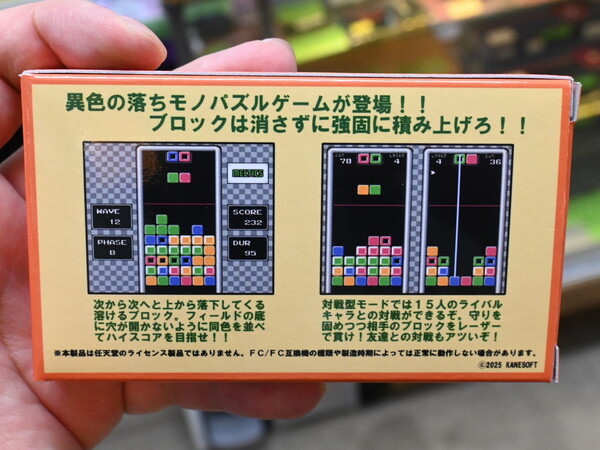 異色の落ちモノパズルゲームが登場！！
ブロックは消さずに強固に積み上げろ！！
WAVE
12
PHASE
B
MELTICS
SCORE
232
DUR
95
DUR
78
LEVEL
4
LEVEL
4
DUR
36
次から次へと上から落下してくる
溶けるブロック。フィールドの底
に穴が開かないように同色を並べ
てハイスコアを目指せ！！
対戦型モードでは１５人のライバル
キャラとの対戦ができるぞ。守りを
固めつつ相手のブロックをレーザー
で貫け！友達との対戦もアツいぞ！
※本製品は任天堂のライセンス製品ではありません。ＦＣ/ＦＣ互換機の種類や製造時期によっては正常に動作しない場合があります。
©2025 KANESOFT